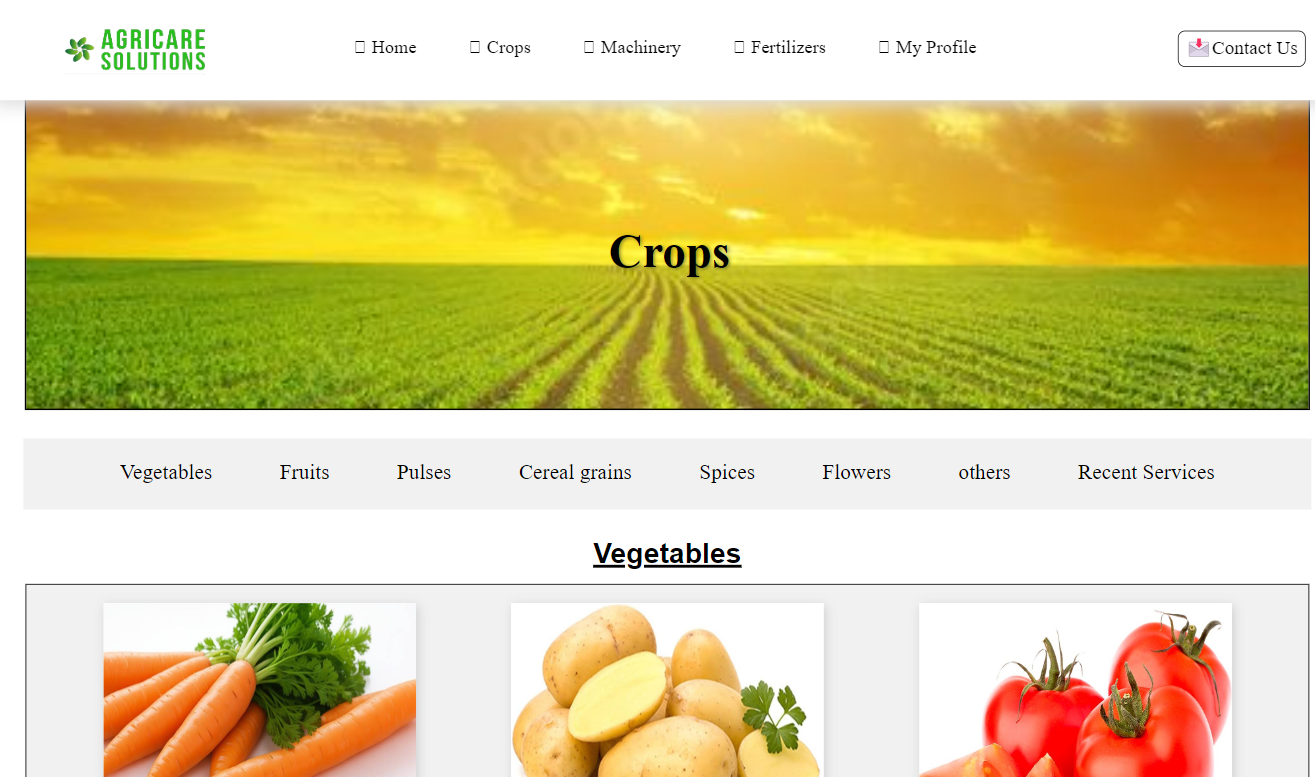 AGRICARE
SOLUTIONS
Home
Crops
Machinery
Fertilizers
My Profile
Contact Us
Crops
Vegetables
Fruits
Pulses
Cereal grains
Spices
Flowers
others
Recent Services
Vegetables